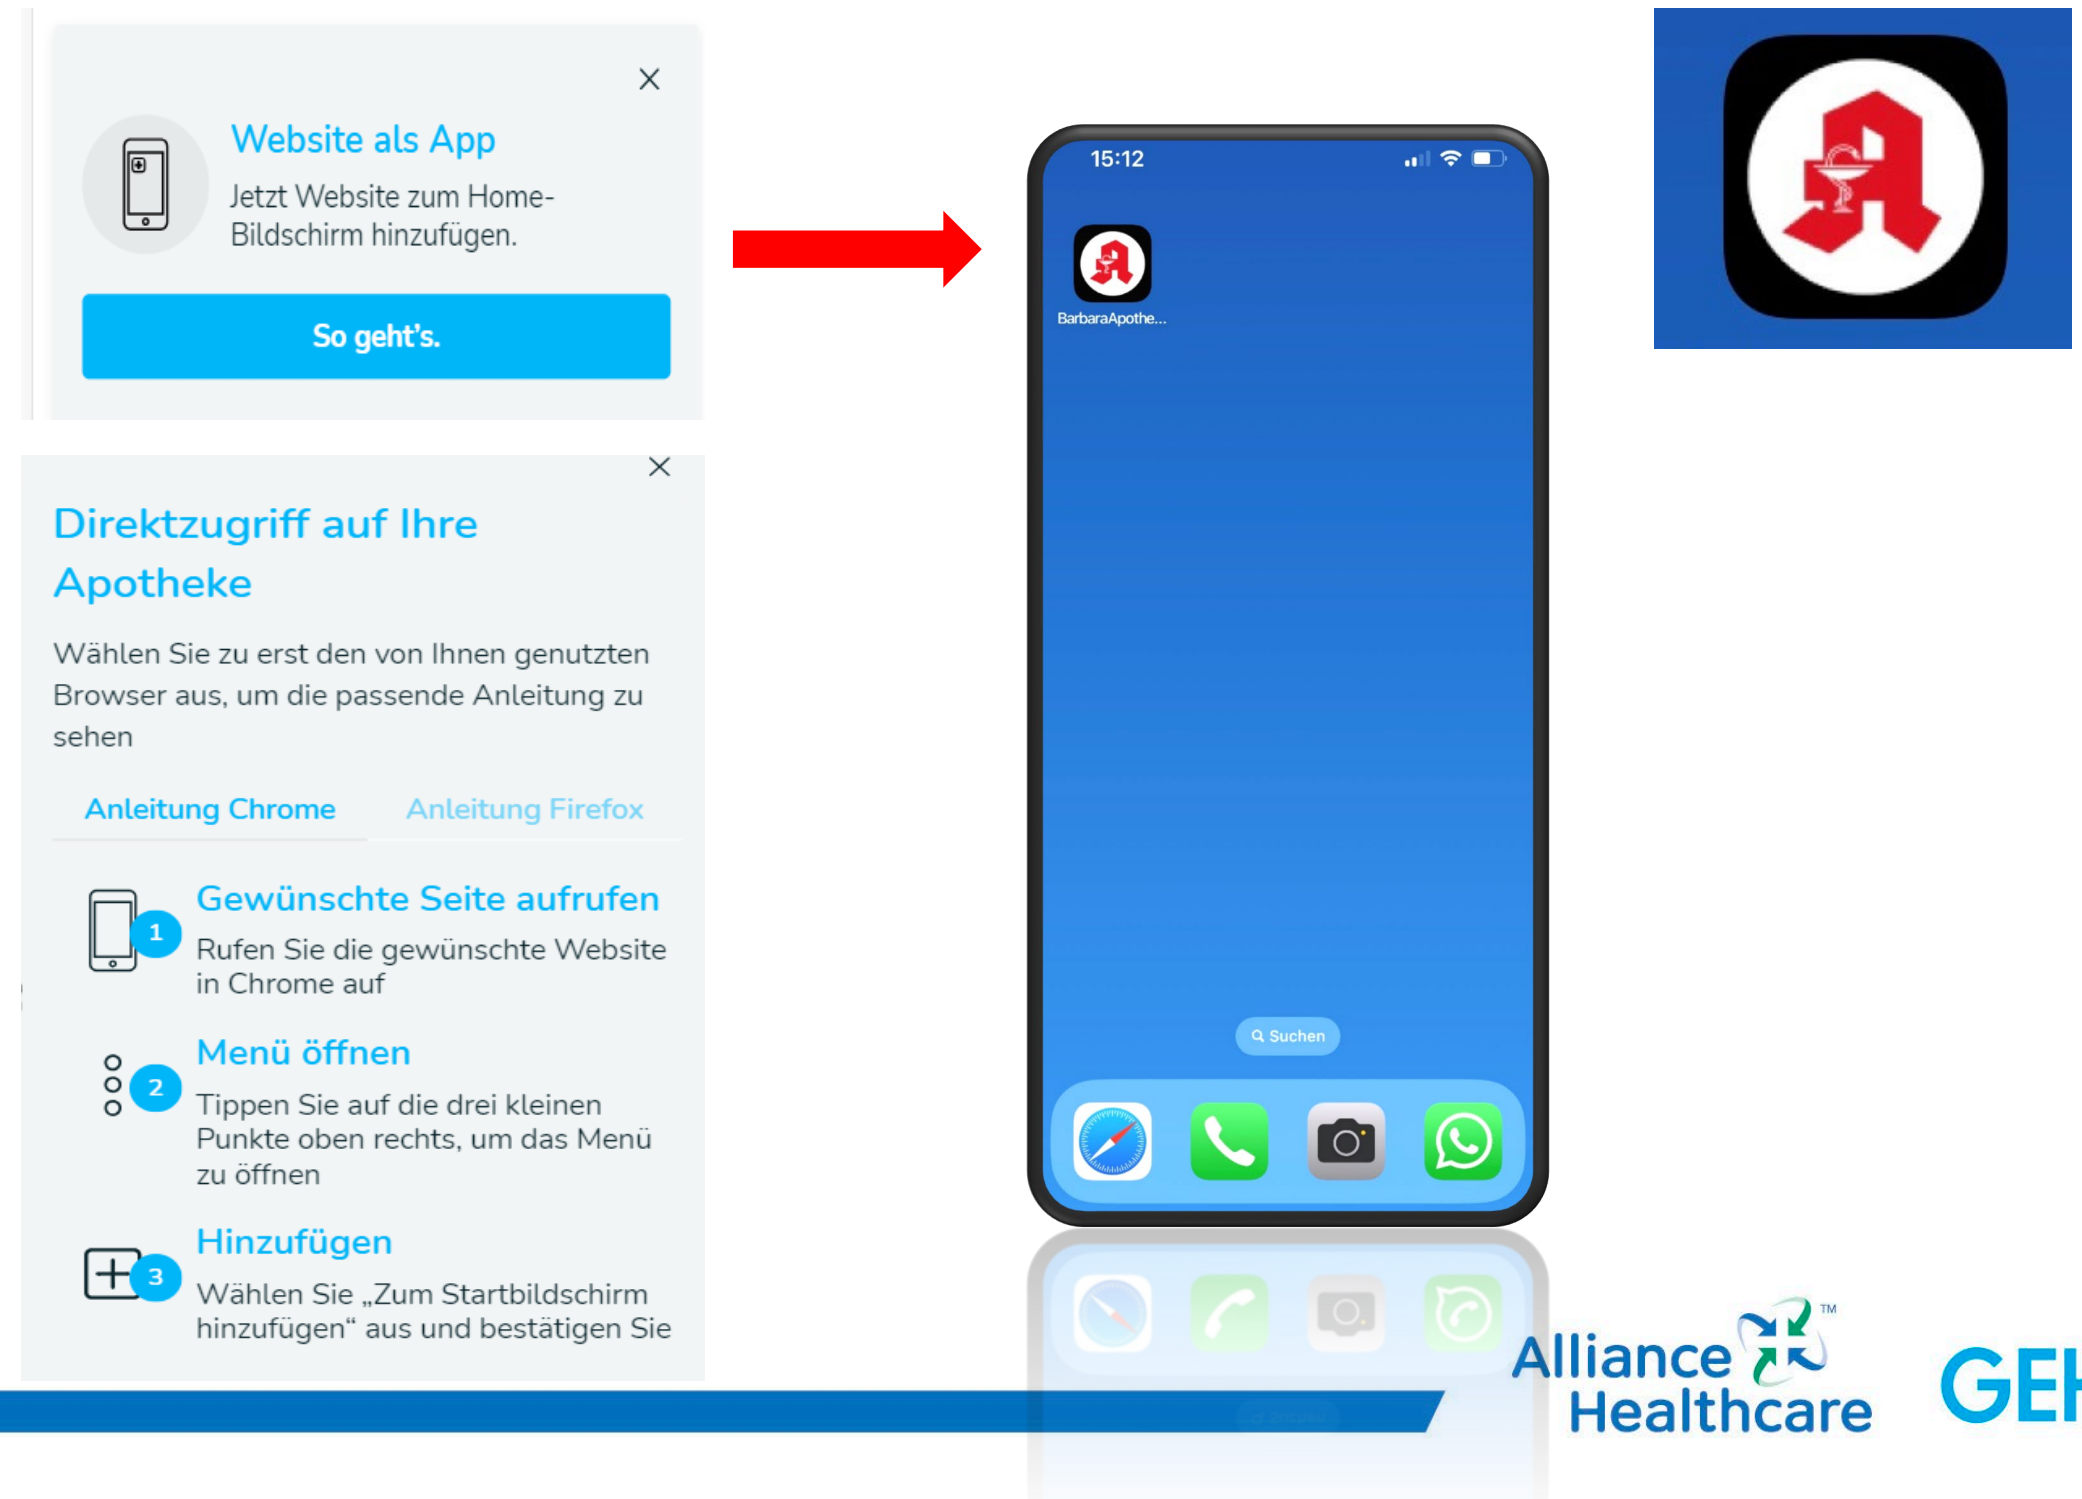 Website als App
Jetzt Website zum Home-
Bildschirm hinzufügen.
So geht's.
Direktzugriff auf Ihre
Apotheke
Wählen Sie zu erst den von Ihnen genutzten
Browser aus, um die passende Anleitung zu
sehen
Anleitung Chrome
Anleitung Firefox
1
Gewünschte Seite aufrufen
Rufen Sie die gewünschte Website
in Chrome auf
2
Menü öffnen
Tippen Sie auf die drei kleinen
Punkte oben rechts, um das Menü
zu öffnen
3
Hinzufügen
Wählen Sie „Zum Startbildschirm
hinzufügen“ aus und bestätigen Sie
15:12
BarbaraApothe...
Suchen
Alliance TM
Healthcare